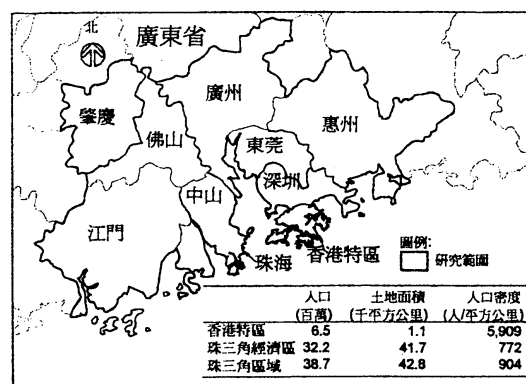 北
廣東省
廣州
肇慶
惠州
佛山
東莞
深圳
中山
江門
珠海
香港特區
圖例:
研究範圍
人口 土地面積 人口密度
(百萬) (千平方公里) (人/平方公里)
香港特區 6.5 1.1 5,909
珠三角經濟區 32.2 41.7 772
珠三角區域 38.7 42.8 904